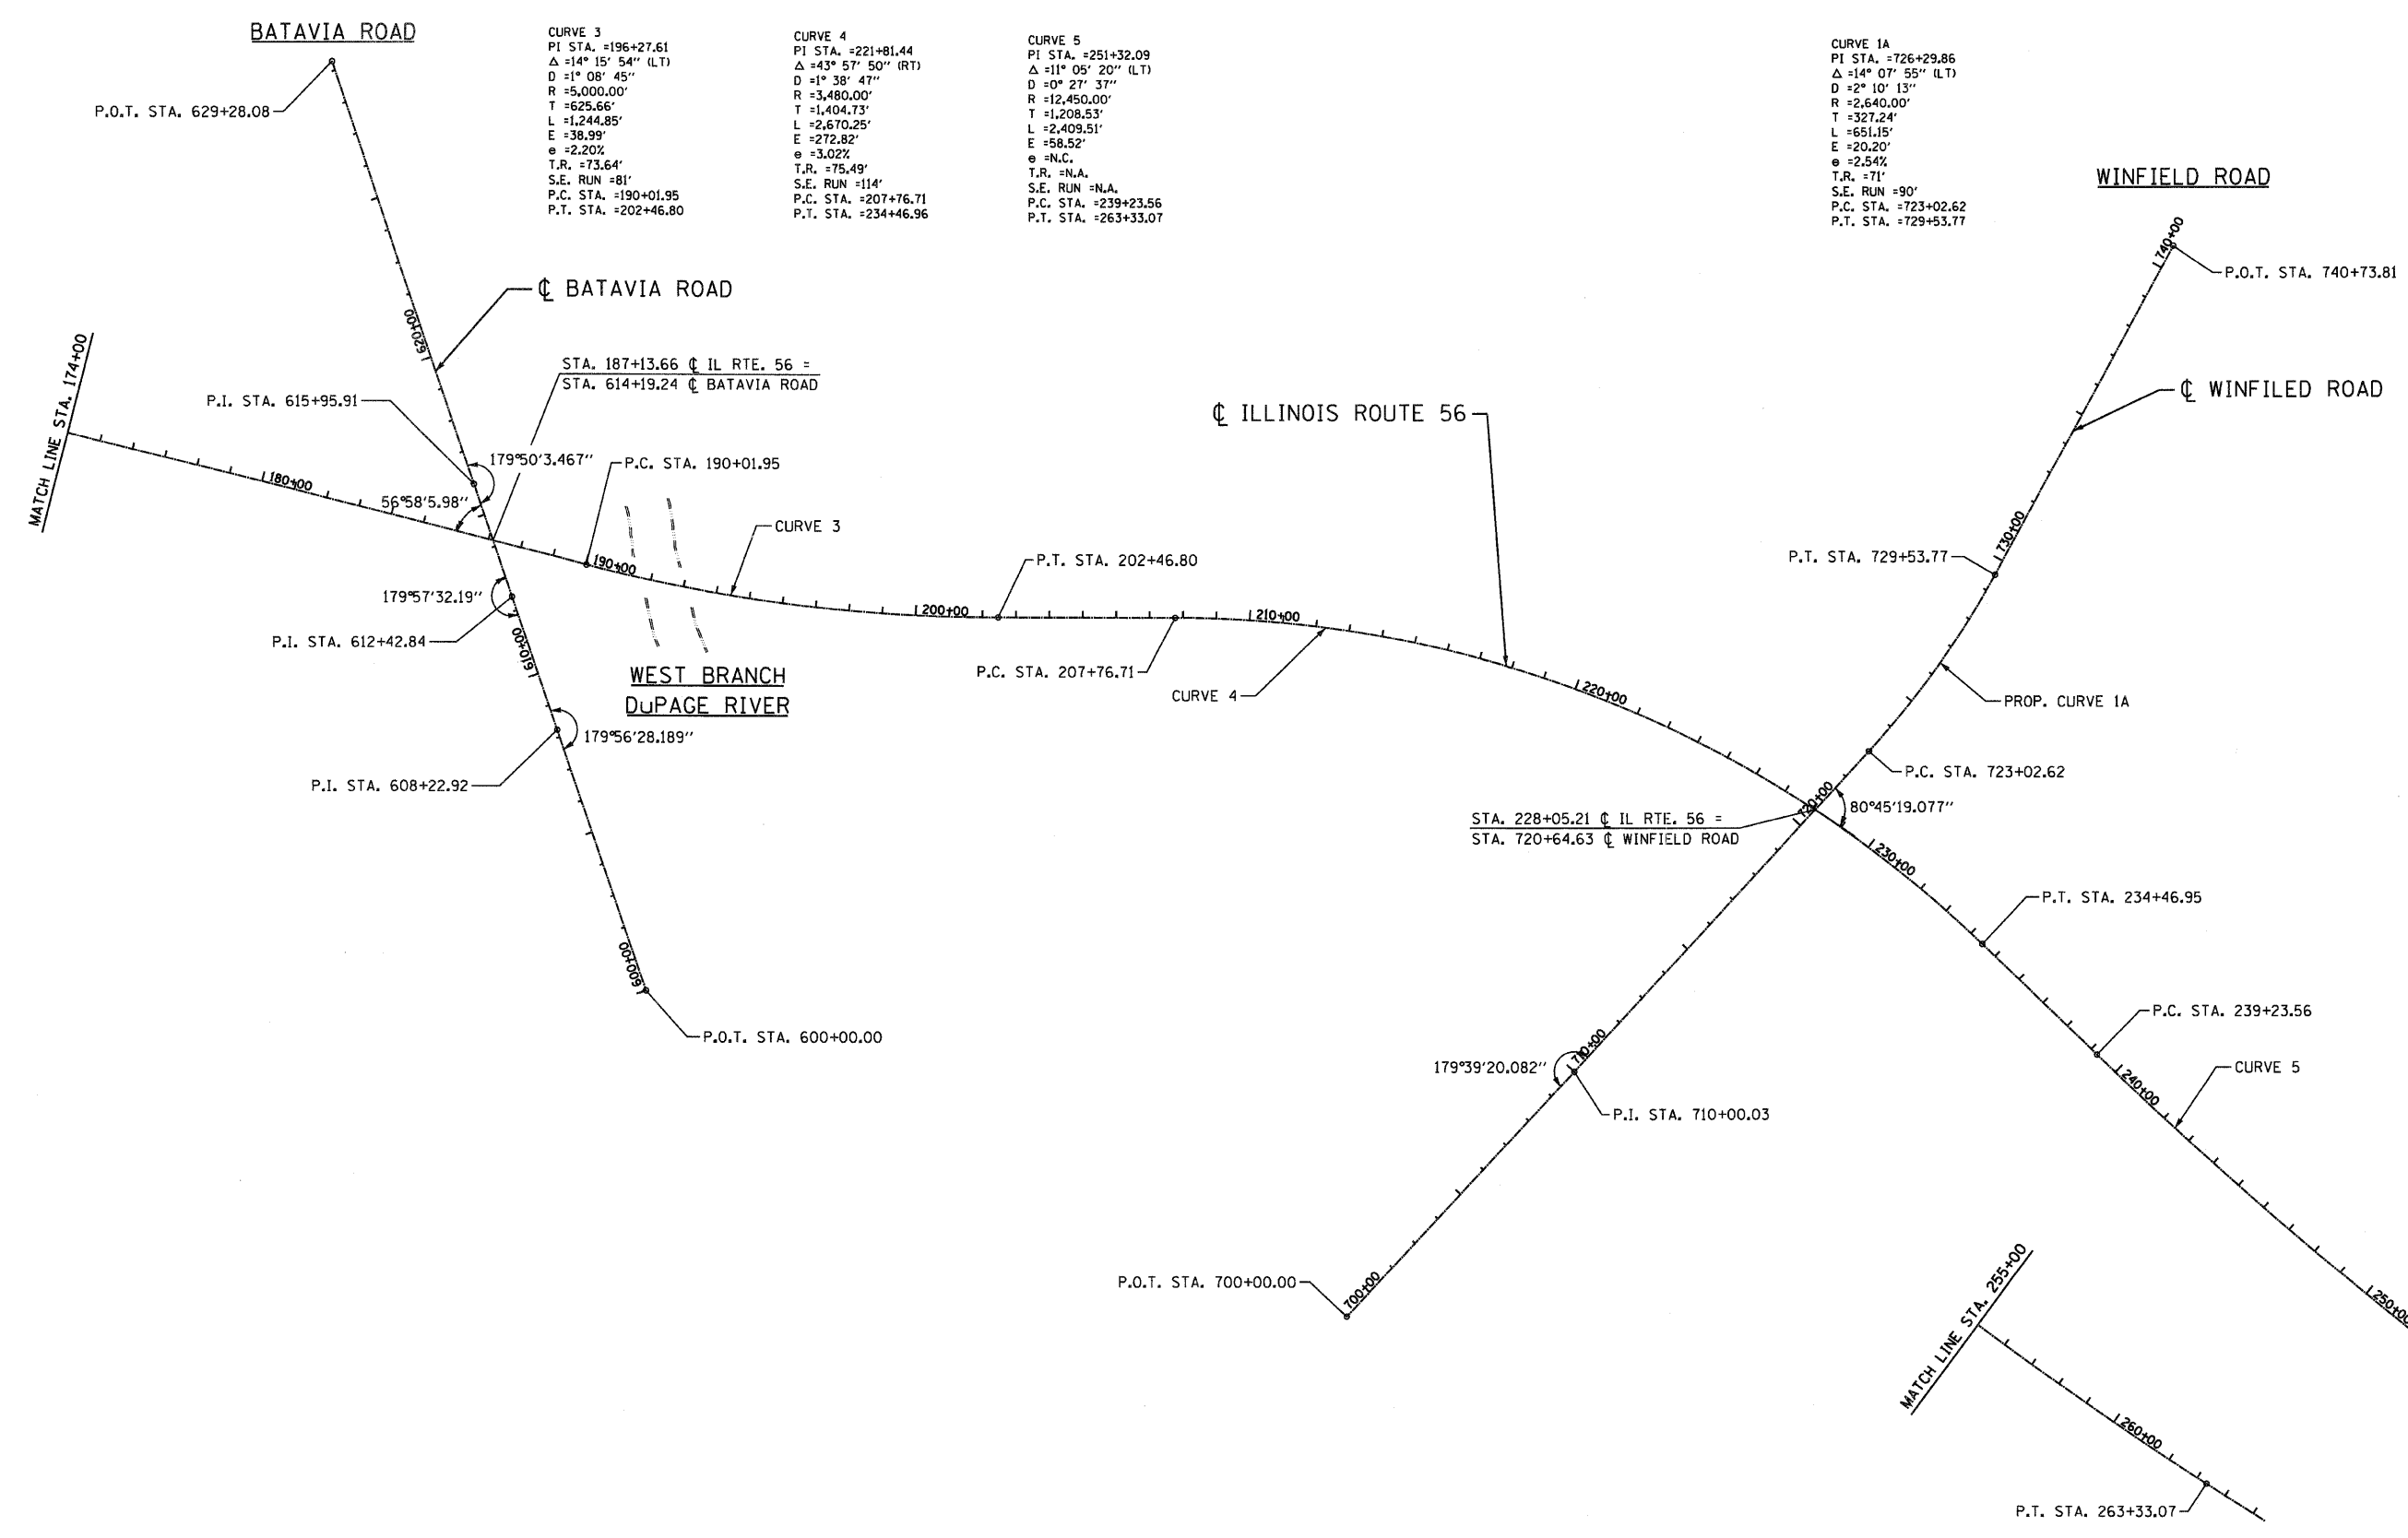 BATAVIA ROAD
P.O.T. STA. 629+28.08
CURVE 3
PI STA. =196+27.61
Δ =14° 15' 54" (LT)
D =1° 08' 45"
R =5,000.00'
T =625.66'
L =1,244.85'
E =38.99'
e =2.20%
T.R. =73.64'
S.E. RUN =81'
P.C. STA. =190+01.95
P.T. STA. =202+46.80
CURVE 4
PI STA. =221+81.44
Δ =43° 57' 50" (RT)
D =1° 38' 47"
R =3,480.00'
T =1,404.73'
L =2,670.25'
E =272.82'
e =3.02%
T.R. =75.49'
S.E. RUN =114'
P.C. STA. =207+76.71
P.T. STA. =234+46.96
CURVE 5
PI STA. =251+32.09
Δ =11° 05' 20" (LT)
D =0° 27' 37"
R =12,450.00'
T =1,208.53'
L =2,409.51'
E =58.52'
e =N.C.
T.R. =N.A.
S.E. RUN =N.A.
P.C. STA. =239+23.56
P.T. STA. =263+33.07
CURVE 1A
PI STA. =726+29.86
Δ =14° 07' 55" (LT)
D =2° 10' 13"
R =2,640.00'
T =327.24'
L =651.15'
E =20.20'
e =2.54%
T.R. =71'
S.E. RUN =90'
P.C. STA. =723+02.62
P.T. STA. =729+53.77
WINFIELD ROAD
740+00
P.O.T. STA. 740+73.81
℄ BATAVIA ROAD
620+00
MATCH LINE STA. 174+00
STA. 187+13.66 ℄ IL RTE. 56 =
STA. 614+19.24 ℄ BATAVIA ROAD
P.I. STA. 615+95.91
℄ ILLINOIS ROUTE 56
℄ WINFILED ROAD
179°50'3.467"
P.C. STA. 190+01.95
180+00
56°58'5.98"
CURVE 3
730+00
P.T. STA. 729+53.77
190+00
P.T. STA. 202+46.80
179°57'32.19"
200+00
210+00
P.I. STA. 612+42.84
610+00
WEST BRANCH
DuPAGE RIVER
P.C. STA. 207+76.71
CURVE 4
220+00
PROP. CURVE 1A
179°56'28.189"
P.I. STA. 608+22.92
P.C. STA. 723+02.62
720+00
80°45'19.077"
STA. 228+05.21 ℄ IL RTE. 56 =
STA. 720+64.63 ℄ WINFIELD ROAD
230+00
P.T. STA. 234+46.95
600+00
P.O.T. STA. 600+00.00
P.C. STA. 239+23.56
710+00
179°39'20.082"
240+00
CURVE 5
P.I. STA. 710+00.03
P.O.T. STA. 700+00.00
700+00
250+00
MATCH LINE STA. 255+00
260+00
P.T. STA. 263+33.07